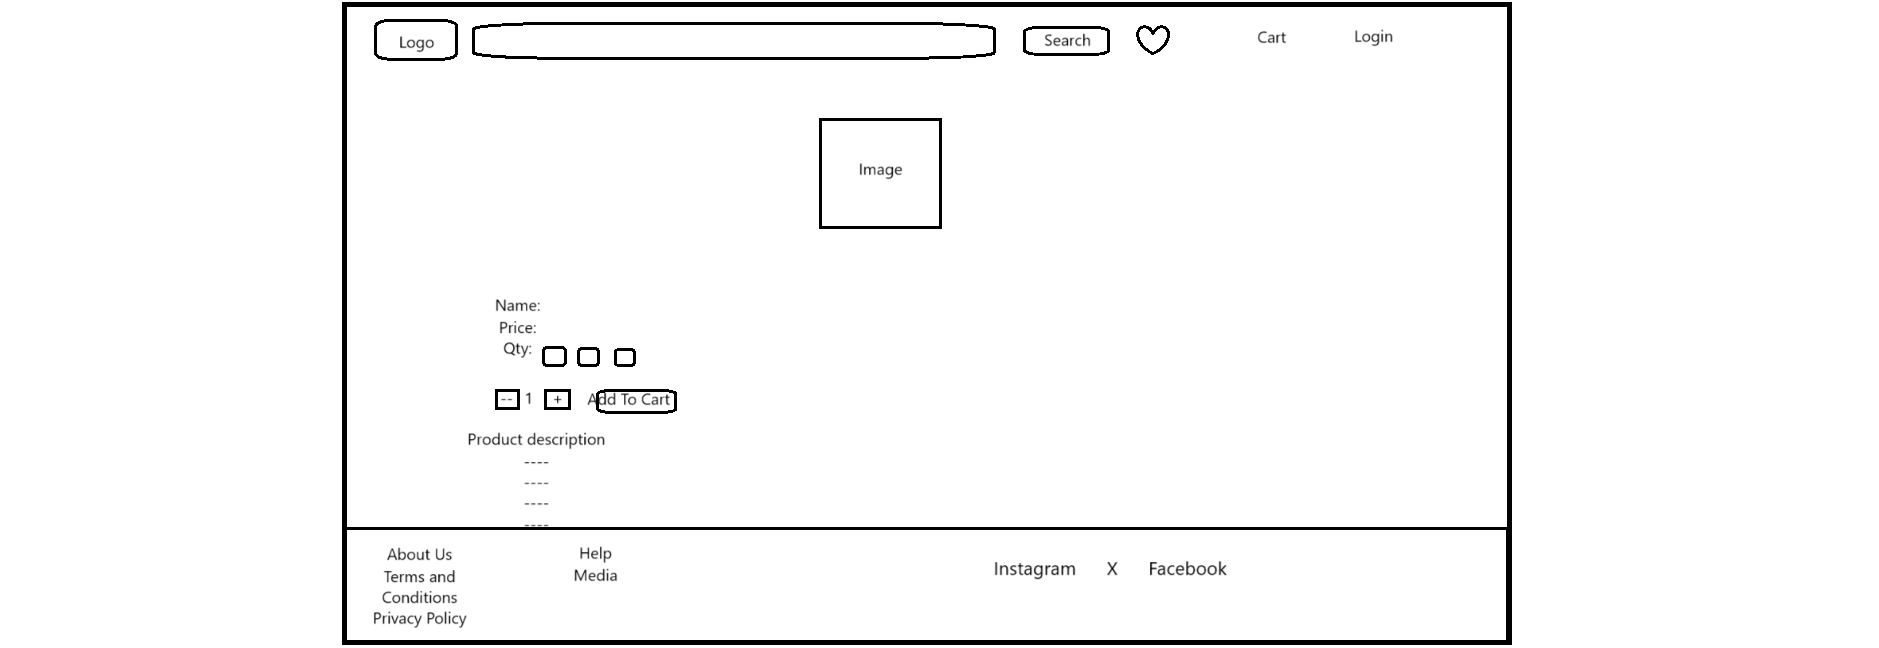 Logo
Search
Cart
Login
Image
Name:
Price:
Qty:
-- 1 + Add To Cart
Product description
----
----
----
----
About Us
Terms and
Conditions
Privacy Policy
Help
Media
Instagram X Facebook